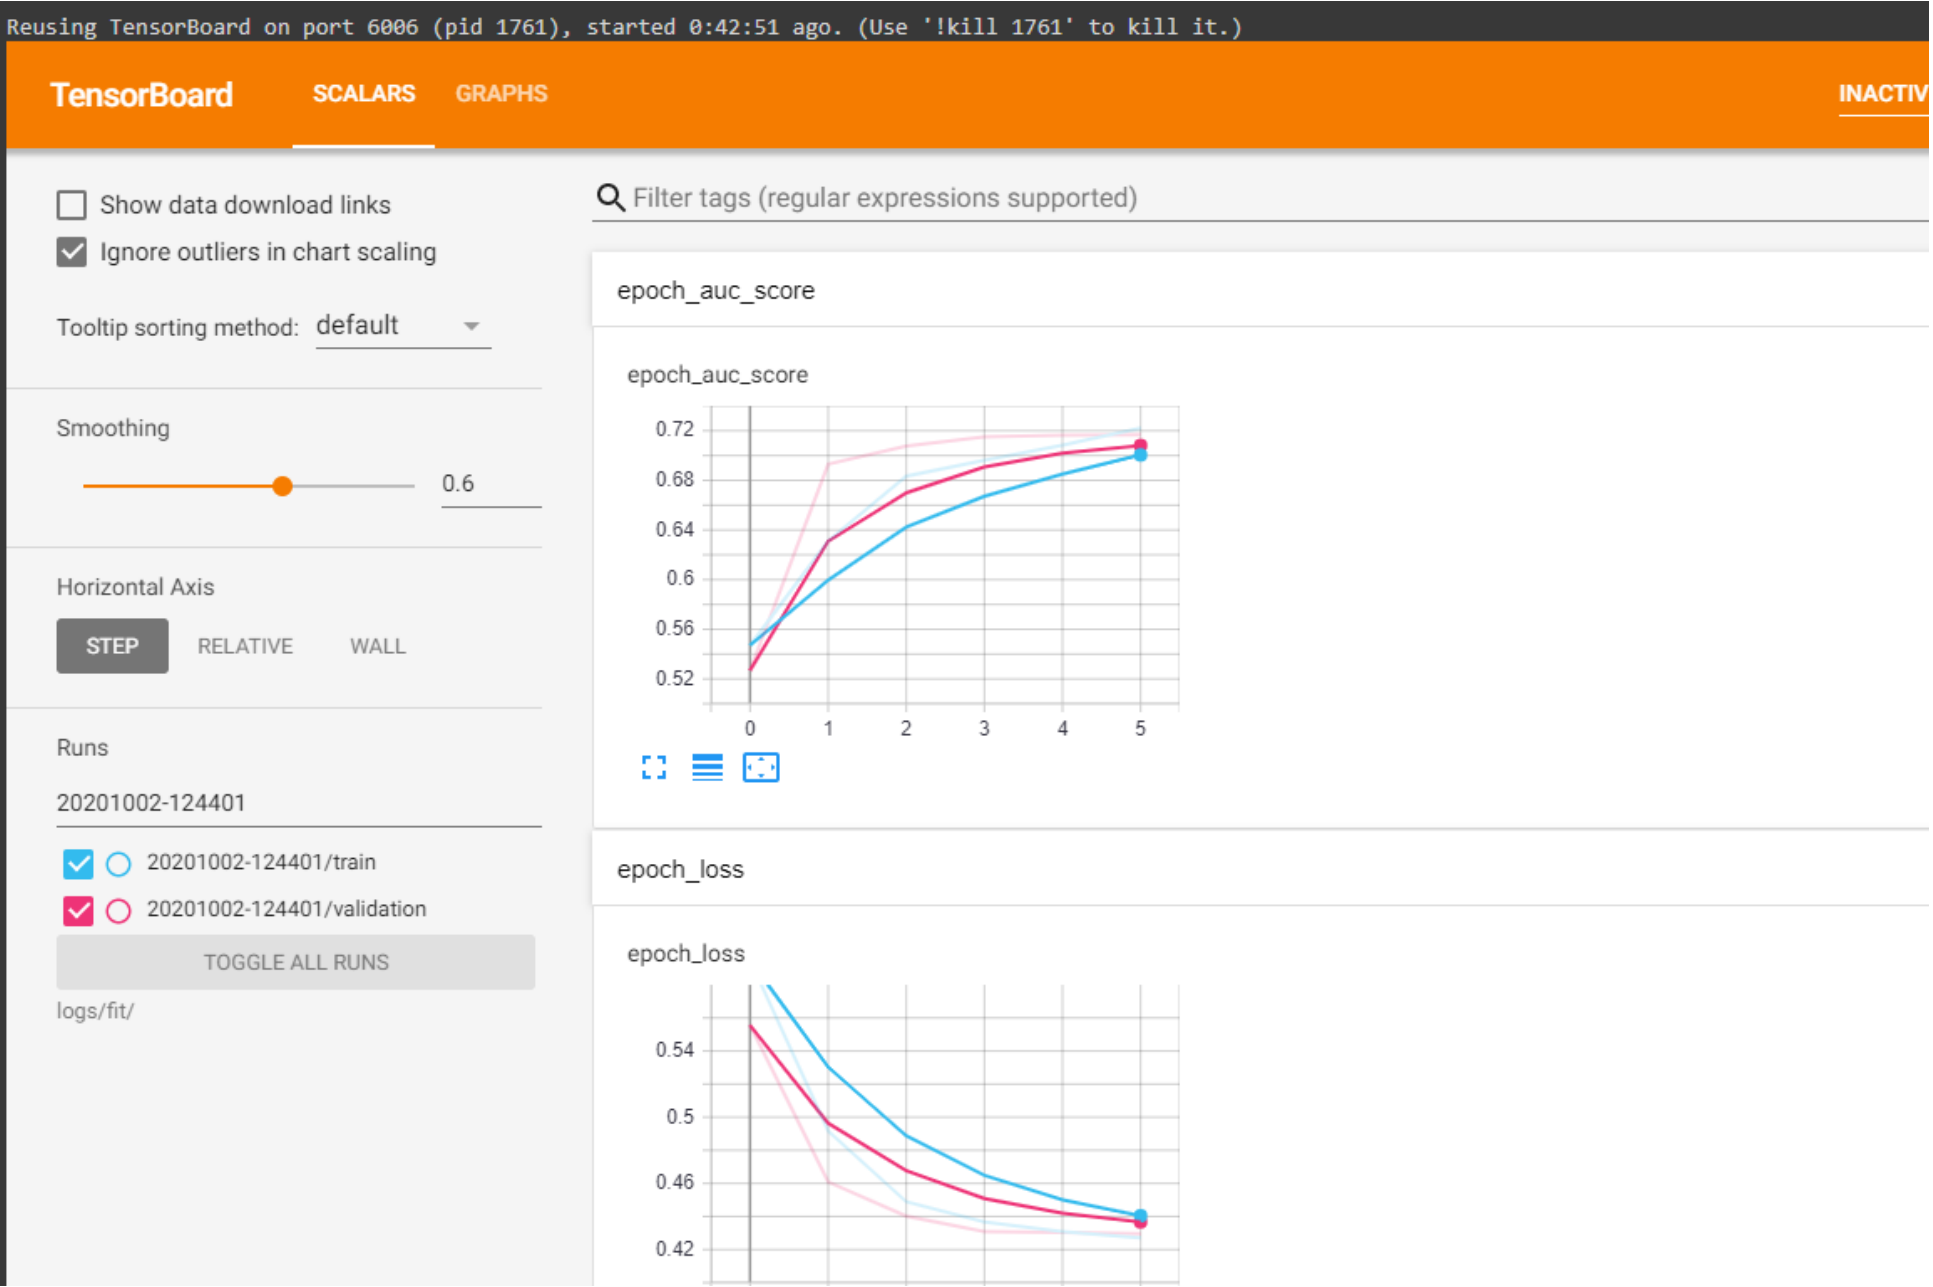 Reusing TensorBoard on port 6006 (pid 1761), started 0:42:51 ago. (Use '!kill 1761' to kill it.)
TensorBoard
SCALARS
GRAPHS
INACTIV
Show data download links
Ignore outliers in chart scaling
Tooltip sorting method: default
Smoothing
0.6
Horizontal Axis
STEP
RELATIVE
WALL
Runs
20201002-124401
20201002-124401/train
20201002-124401/validation
TOGGLE ALL RUNS
logs/fit/
Filter tags (regular expressions supported)
epoch_auc_score
epoch_auc_score
0.72
0.68
0.64
0.6
0.56
0.52
0 1 2 3 4 5
epoch_loss
epoch_loss
0.54
0.5
0.46
0.42